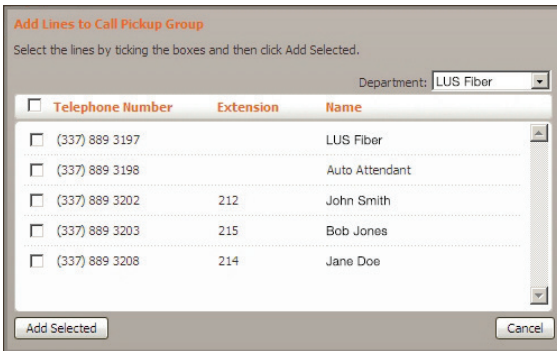 Add Lines to Call Pickup Group
Select the lines by ticking the boxes and then click Add Selected.
Department: LUS Fiber
Telephone Number Extension Name
(337) 889 3197 LUS Fiber
(337) 889 3198 Auto Attendant
(337) 889 3202 212 John Smith
(337) 889 3203 215 Bob Jones
(337) 889 3208 214 Jane Doe
Add Selected Cancel